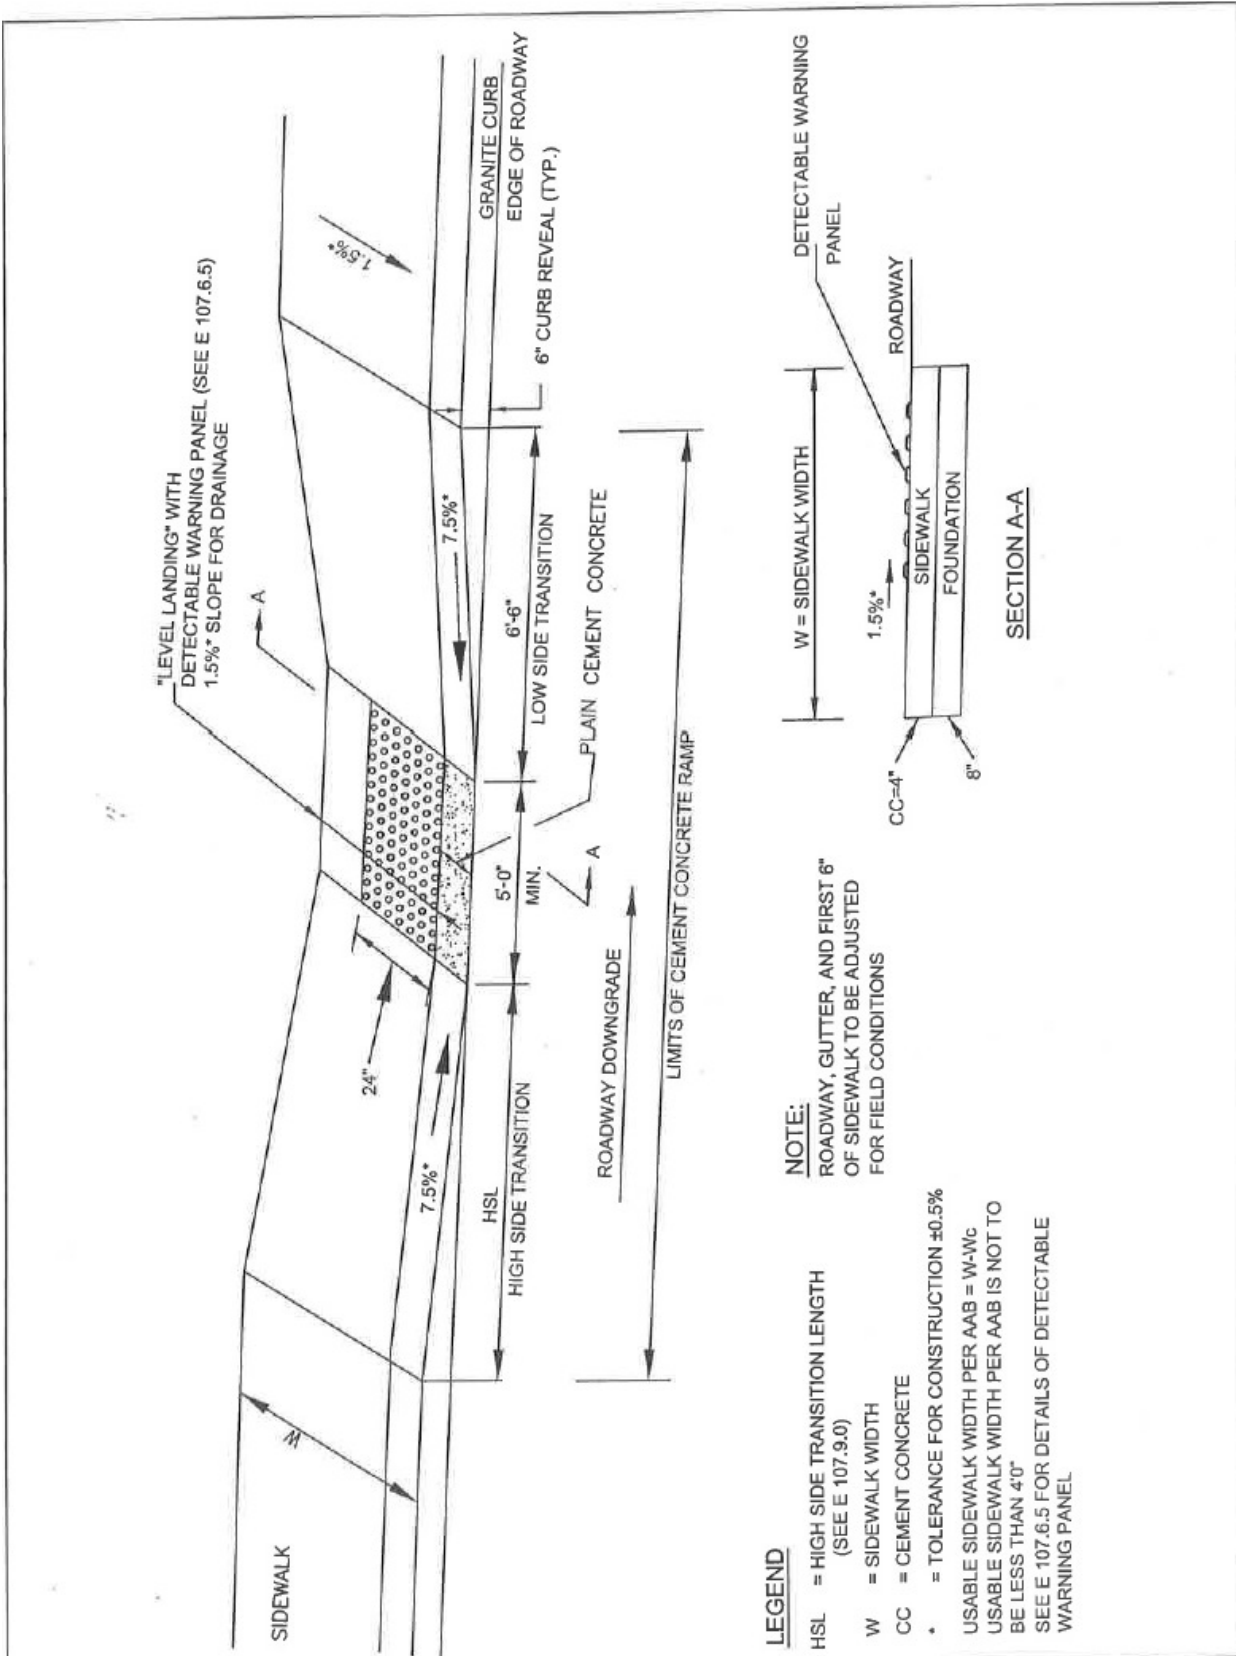 "LEVEL LANDING" WITH
DETECTABLE WARNING PANEL (SEE E 107.6.5)
1.5%* SLOPE FOR DRAINAGE
A
1.5%*
SIDEWALK
W
24"
7.5%*
7.5%*
GRANITE CURB
EDGE OF ROADWAY
6" CURB REVEAL (TYP.)
HSL
HIGH SIDE TRANSITION
5'-0"
MIN.
6'-6"
LOW SIDE TRANSITION
PLAIN CEMENT CONCRETE
A
ROADWAY DOWNGRADE
LIMITS OF CEMENT CONCRETE RAMP
LEGEND
HSL = HIGH SIDE TRANSITION LENGTH
(SEE E 107.9.0)
W = SIDEWALK WIDTH
CC = CEMENT CONCRETE
* = TOLERANCE FOR CONSTRUCTION ±0.5%
USABLE SIDEWALK WIDTH PER AAB = W-Wc
USABLE SIDEWALK WIDTH PER AAB IS NOT TO
BE LESS THAN 4'0"
SEE E 107.6.5 FOR DETAILS OF DETECTABLE
WARNING PANEL
NOTE:
ROADWAY, GUTTER, AND FIRST 6"
OF SIDEWALK TO BE ADJUSTED
FOR FIELD CONDITIONS
W = SIDEWALK WIDTH
DETECTABLE WARNING
PANEL
1.5%*
ROADWAY
CC=4"
SIDEWALK
8"
FOUNDATION
SECTION A-A